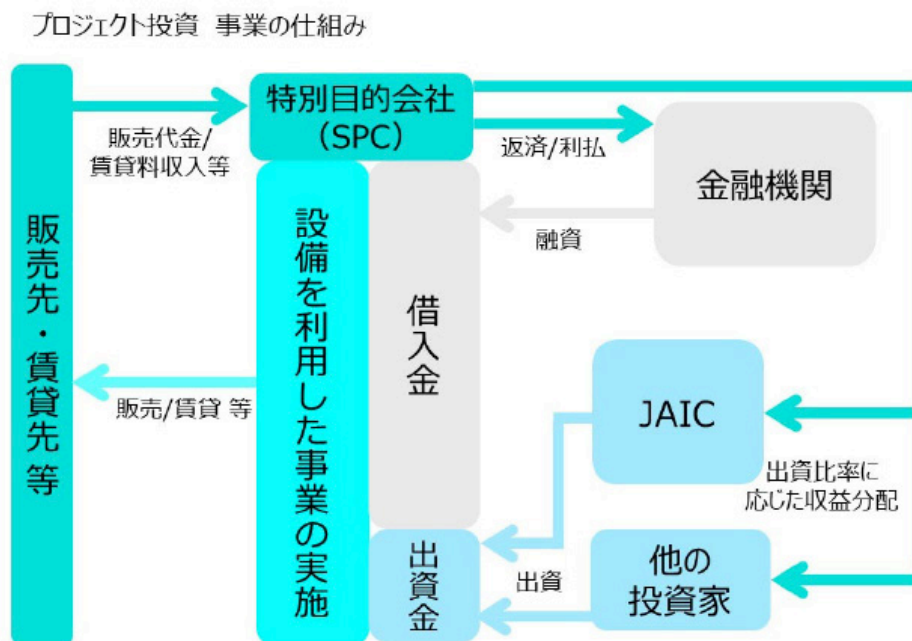 プロジェクト投資 事業の仕組み
特別目的会社
（SPC）
販売代金/
賃貸料収入等
返済/利払
金融機関
融資
販売先・賃貸先 等
設備を利用した事業の実施
借入金
販売/賃貸 等
JAIC
出資比率に
応じた収益分配
出資金
出資
他の
投資家